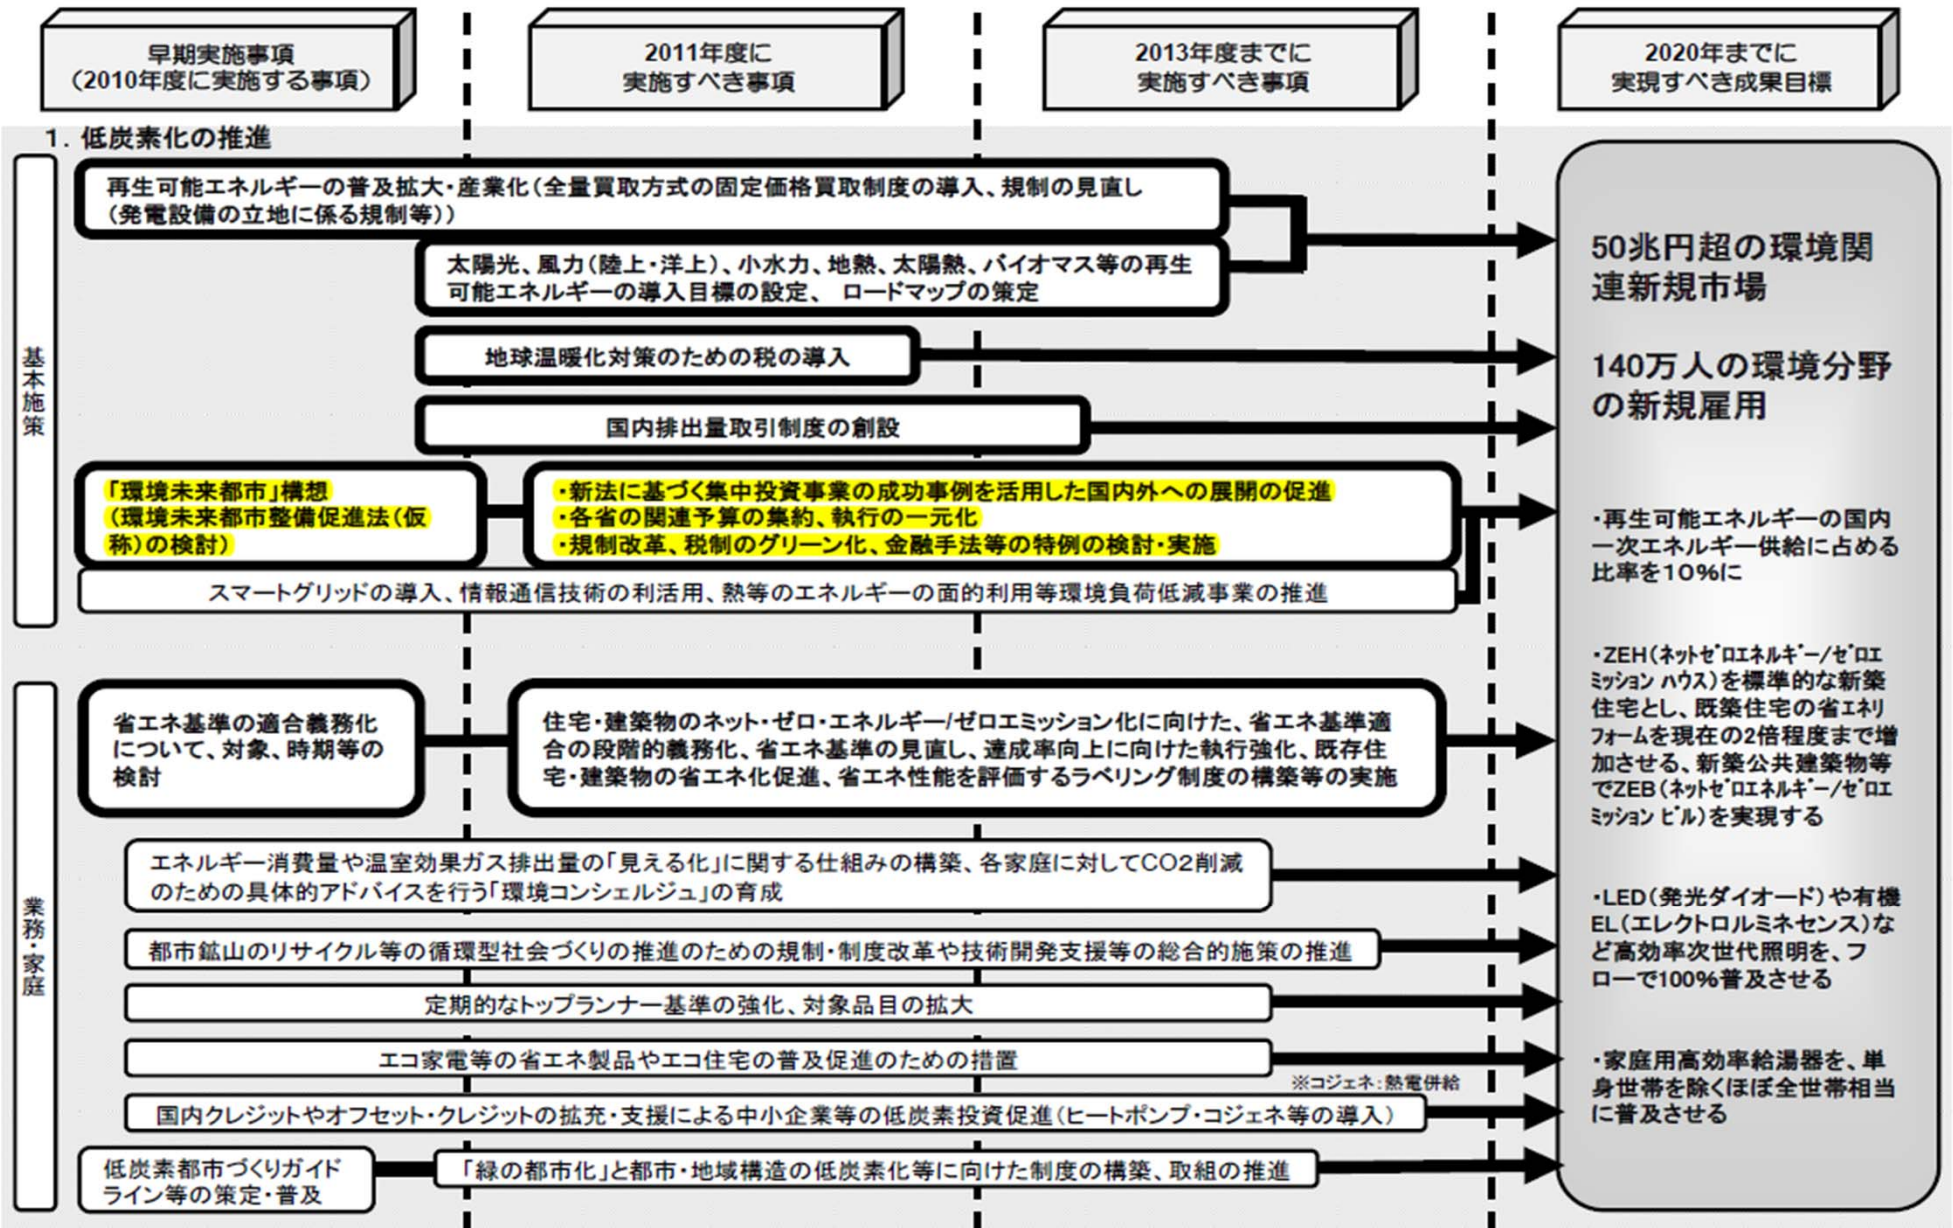 早期実施事項
（2010年度に実施する事項）
2011年度に
実施すべき事項
2013年度までに
実施すべき事項
2020年までに
実現すべき成果目標
１．低炭素化の推進
基本施策
再生可能エネルギーの普及拡大・産業化（全量買取方式の固定価格買取制度の導入、規制の見直し
（発電設備の立地に係る規制等））
太陽光、風力（陸上・洋上）、小水力、地熱、太陽熱、バイオマス等の再生
可能エネルギーの導入目標の設定、 ロードマップの策定
地球温暖化対策のための税の導入
国内排出量取引制度の創設
「環境未来都市」構想
（環境未来都市整備促進法（仮
称）の検討）
・新法に基づく集中投資事業の成功事例を活用した国内外への展開の促進
・各省の関連予算の集約、執行の一元化
・規制改革、税制のグリーン化、金融手法等の特例の検討・実施
スマートグリッドの導入、情報通信技術の利活用、熱等のエネルギーの面的利用等環境負荷低減事業の推進
業務・家庭
省エネ基準の適合義務化
について、対象、時期等の
検討
住宅・建築物のネット・ゼロ・エネルギー/ゼロエミッション化に向けた、省エネ基準適
合の段階的義務化、省エネ基準の見直し、達成率向上に向けた執行強化、既存住
宅・建築物の省エネ化促進、省エネ性能を評価するラベリング制度の構築等の実施
エネルギー消費量や温室効果ガス排出量の「見える化」に関する仕組みの構築、各家庭に対してCO2削減
のための具体的アドバイスを行う「環境コンシェルジュ」の育成
都市鉱山のリサイクル等の循環型社会づくりの推進のための規制・制度改革や技術開発支援等の総合的施策の推進
定期的なトップランナー基準の強化、対象品目の拡大
エコ家電等の省エネ製品やエコ住宅の普及促進のための措置
※コジェネ：熱電併給
国内クレジットやオフセット・クレジットの拡充・支援による中小企業等の低炭素投資促進（ヒートポンプ・コジェネ等の導入）
低炭素都市づくりガイド
ライン等の策定・普及
「緑の都市化」と都市・地域構造の低炭素化等に向けた制度の構築、取組の推進
50兆円超の環境関
連新規市場
140万人の環境分野
の新規雇用
・再生可能エネルギーの国内
一次エネルギー供給に占める
比率を10％に
・ZEH（ﾈｯﾄｾﾞﾛｴﾈﾙｷﾞｰ/ｾﾞﾛｴ
ﾐｯｼｮﾝ ﾊｳｽ）を標準的な新築
住宅とし、既築住宅の省ｴﾈﾘ
ﾌｫｰﾑを現在の2倍程度まで増
加させる、新築公共建築物等
でZEB（ﾈｯﾄｾﾞﾛｴﾈﾙｷﾞｰ/ｾﾞﾛｴ
ﾐｯｼｮﾝ ﾋﾞﾙ）を実現する
・LED（発光ダイオード）や有機
EL（エレクトロルミネセンス）な
ど高効率次世代照明を、フ
ローで100％普及させる
・家庭用高効率給湯器を、単
身世帯を除くほぼ全世帯相当
に普及させる